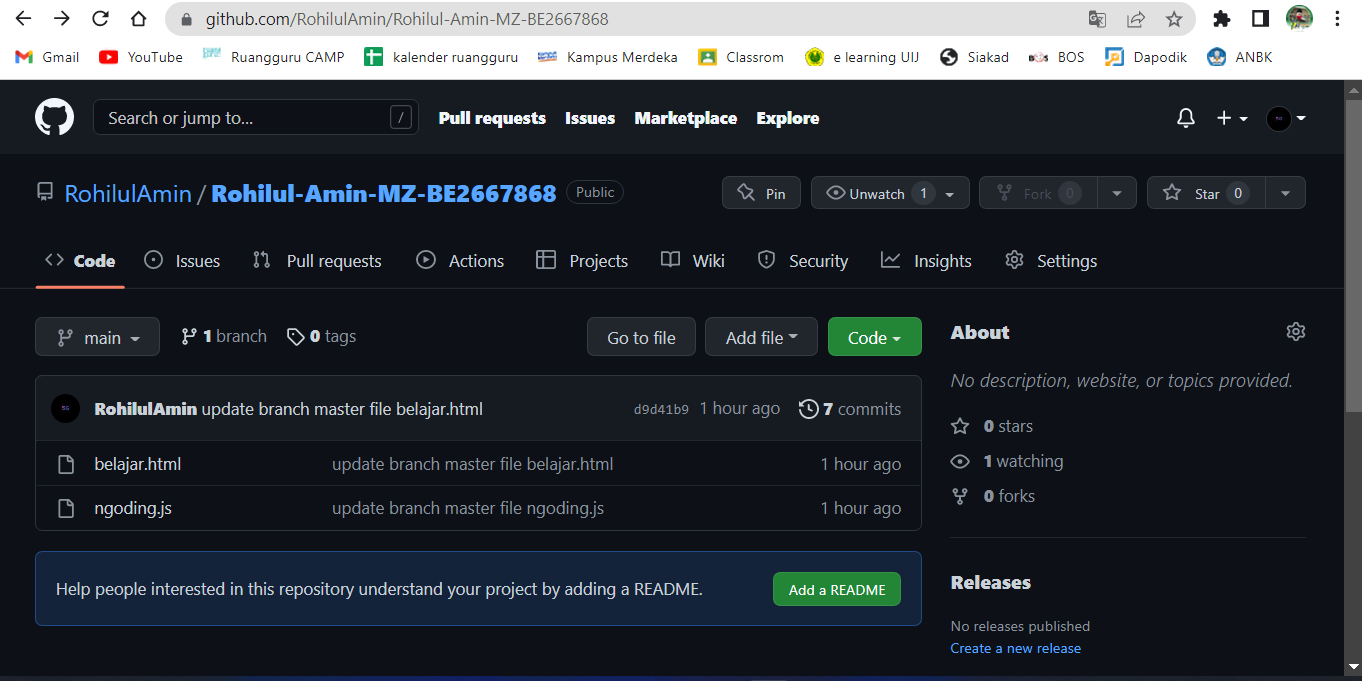 github.com/RohilulAmin/Rohilul-Amin-MZ-BE2667868
Gmail YouTube Ruangguru CAMP kalender ruangguru Kampus Merdeka Classrom e learning UIJ Siakad BOS Dapodik ANBK
Search or jump to... / Pull requests Issues Marketplace Explore
RohilulAmin / Rohilul-Amin-MZ-BE2667868 Public Pin Unwatch 1 Fork 0 Star 0
Code Issues Pull requests Actions Projects Wiki Security Insights Settings
main 1 branch 0 tags Go to file Add file Code
RohilulAmin update branch master file belajar.html d9d41b9 1 hour ago 7 commits
belajar.html update branch master file belajar.html 1 hour ago
ngoding.js update branch master file ngoding.js 1 hour ago
Help people interested in this repository understand your project by adding a README. Add a README
About
No description, website, or topics provided.
0 stars
1 watching
0 forks
Releases
No releases published
Create a new release